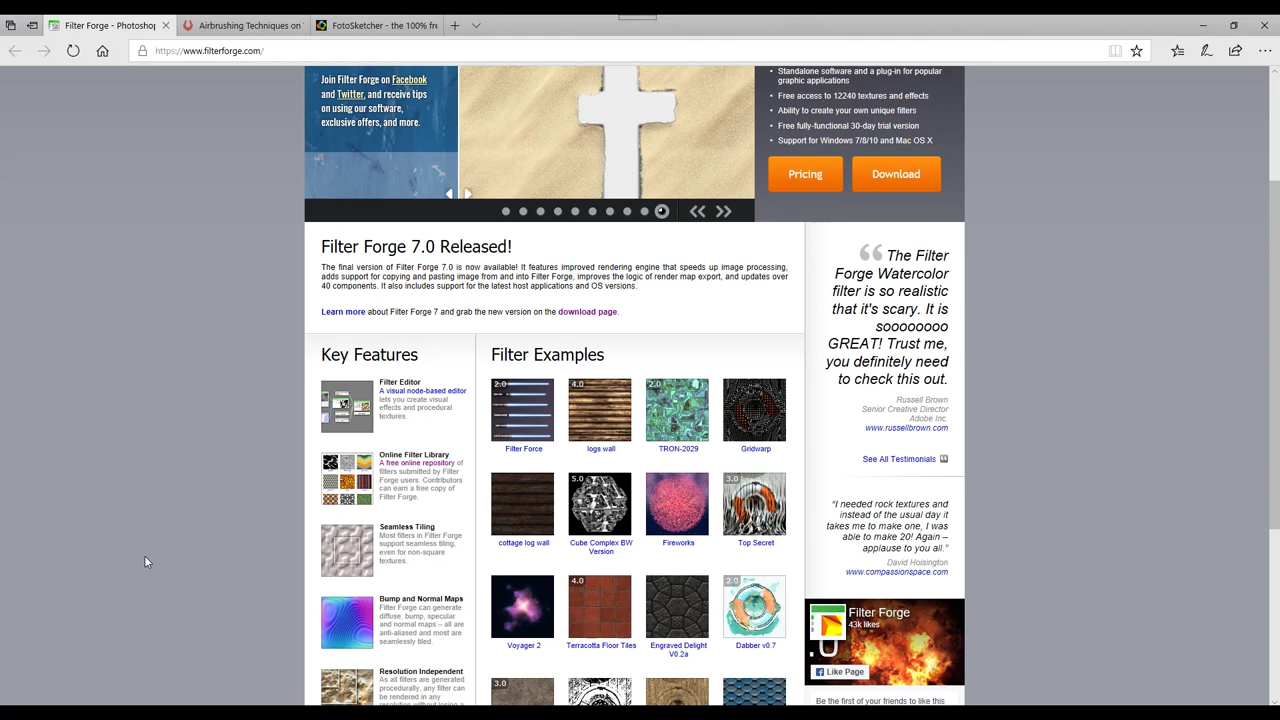 Filter Forge - Photoshop
Airbrushing Techniques on
FotoSketcher - the 100% fre
https://www.filterforge.com/
Join Filter Forge on Facebook
and Twitter, and receive tips
on using our software,
exclusive offers, and more.
Standalone software and a plug-in for popular
graphic applications
Free access to 12240 textures and effects
Ability to create your own unique filters
Free fully-functional 30-day trial version
Support for Windows 7/8/10 and Mac OS X
Pricing
Download
Filter Forge 7.0 Released!
The final version of Filter Forge 7.0 is now available! It features improved rendering engine that speeds up image processing,
adds support for copying and pasting image from and into Filter Forge, improves the logic of render map export, and updates over
40 components. It also includes support for the latest host applications and OS versions.
Learn more about Filter Forge 7 and grab the new version on the download page.
Key Features
Filter Editor
A visual node-based editor
lets you create visual
effects and procedural
textures.
Online Filter Library
A free online repository of
filters submitted by Filter
Forge users. Contributors
can earn a free copy of
Filter Forge.
Seamless Tiling
Most filters in Filter Forge
support seamless tiling,
even for non-square
textures.
Bump and Normal Maps
Filter Forge can generate
diffuse, bump, specular
and normal maps – all are
anti-aliased and most are
seamlessly tiled.
Resolution Independent
As all filters are generated
procedurally, any filter can
be rendered in any
resolution without losing a
Filter Examples
2.0
4.0
2.0
Filter Force
logs wall
TRON-2029
Gridwarp
5.0
3.0
cottage log wall
Cube Complex BW
Version
Fireworks
Top Secret
4.0
2.0
Voyager 2
Terracotta Floor Tiles
Engraved Delight
V0.2a
Dabber v0.7
3.0
“ The Filter
Forge Watercolor
filter is so realistic
that it's scary. It is
soooooooo
GREAT! Trust me,
you definitely need
to check this out.
Russell Brown
Senior Creative Director
Adobe Inc.
www.russellbrown.com
See All Testimonials
“I needed rock textures and
instead of the usual day it
takes me to make one, I was
able to make 20! Again –
applause to you all.”
David Hoisington
www.compassionspace.com
Filter Forge
43k likes
.0
Like Page
Be the first of your friends to like this